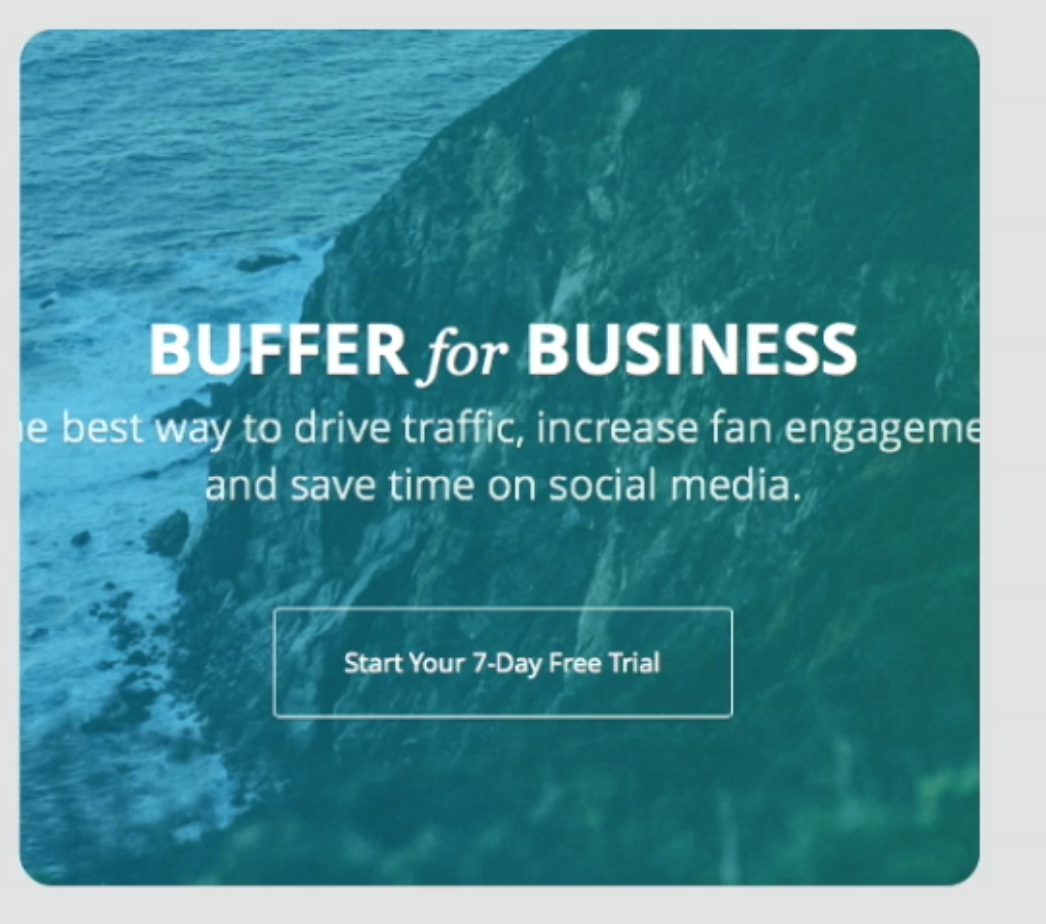 BUFFER for BUSINESS
best way to drive traffic, increase fan
and save time on social media.
Start Your 7-Day Free Trial